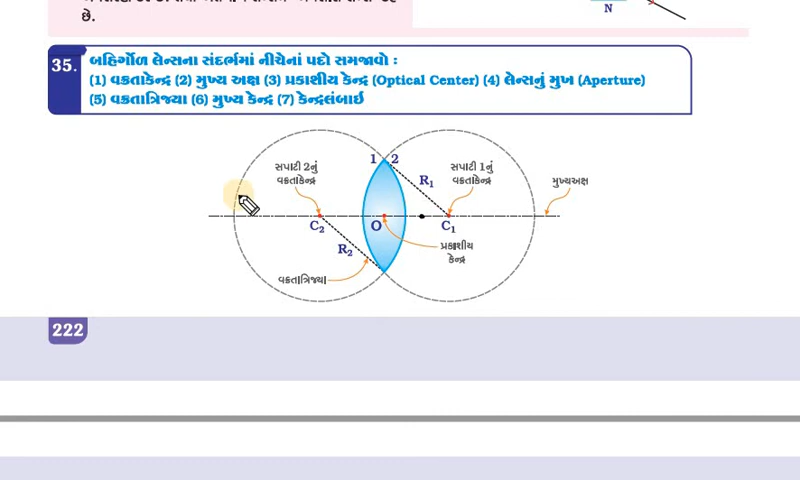 છે.
N
35. બહિર્ગોળ લેન્સના સંદર્ભમાં નીચેનાં પદો સમજાવો :
(1) વક્રતાકેન્દ્ર (2) મુખ્ય અક્ષ (3) પ્રકાશીય કેન્દ્ર (Optical Center) (4) લેન્સનું મુખ (Aperture)
(5) વક્રતાત્રિજ્યા (6) મુખ્ય કેન્દ્ર (7) કેન્દ્રલંબાઈ
સપાટી 2નું
વક્રતાકેન્દ્ર
1 2
સપાટી 1નું
વક્રતાકેન્દ્ર
R1
મુખ્યઅક્ષ
C2
O
C1
R2
પ્રકાશીય
કેન્દ્ર
વક્રતાત્રિજ્યા
222